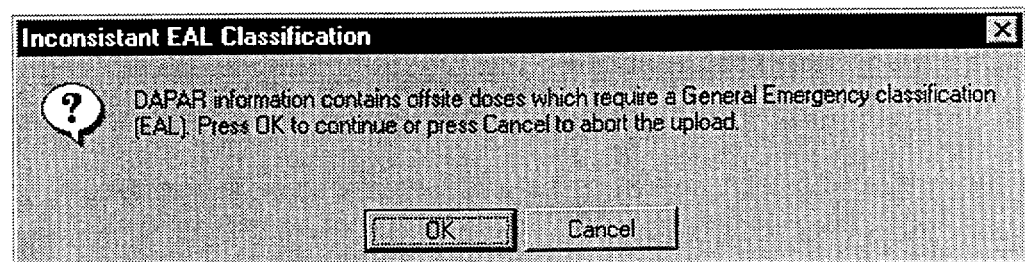 Inconsistant EAL Classification
DAPAR information contains offsite doses which require a General Emergency classification
(EAL). Press OK to continue or press Cancel to abort the upload.
OK
Cancel